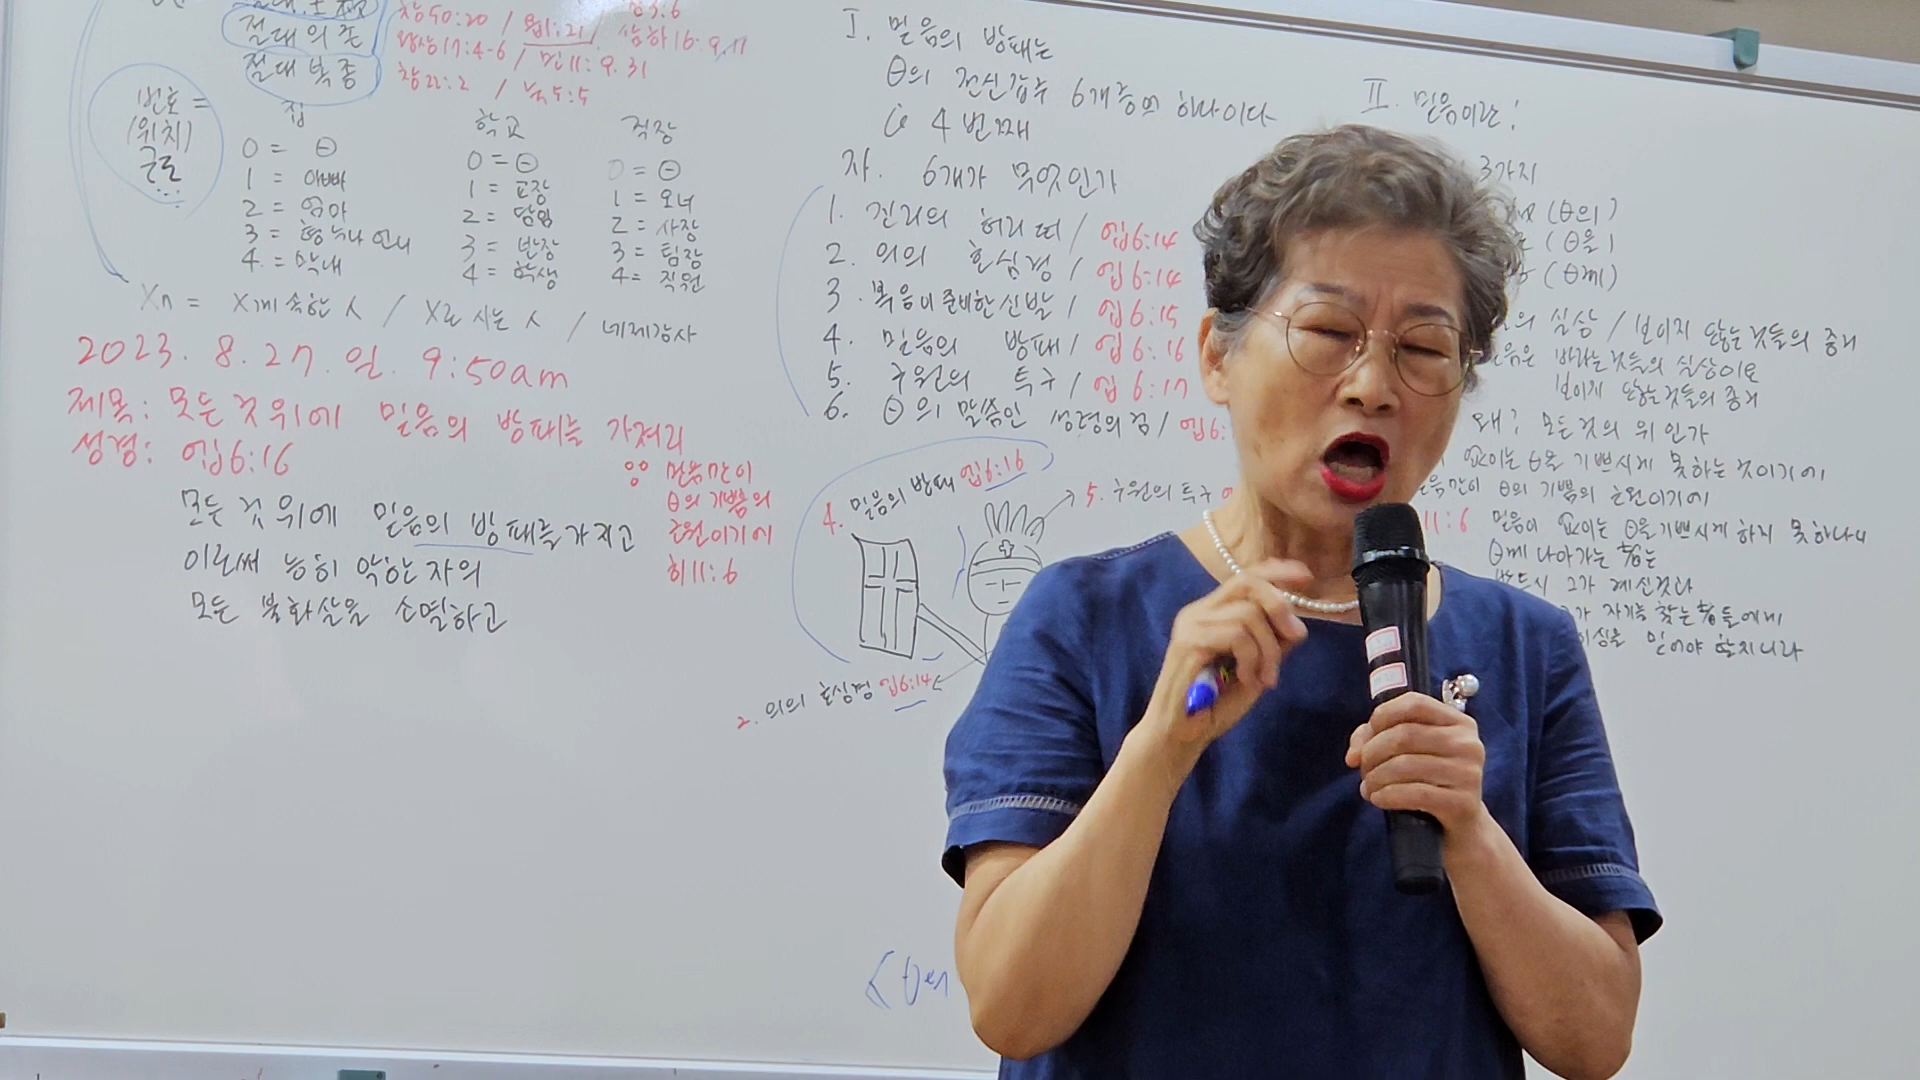 절대의존
절대복종
창50:20 / 욥1:21 / 삼하16:9.11
왕상17:4-6 / 민11:9.31
창22:2 / 눅5:5
번호=
(위치)
구도
집
0 = Θ
1 = 아빠
2 = 엄마
3 = 형 누나 언니
4 = 막내
학교
0 = Θ
1 = 교장
2 = 담임
3 = 반장
4 = 학생
직장
0 = Θ
1 = 오너
2 = 사장
3 = 팀장
4 = 직원
Xn = X께 속한 人 / X로 사는 人 / 네 제 감사
2023. 8. 27. 일. 9:50am
제목: 모든 것 위에 믿음의 방패를 가져라
성경: 엡6:16
모든 것 위에 믿음의 방패를 가지고
이로써 능히 악한 자의
모든 불화살을 소멸하고
믿음만이
Θ의 기쁨의
근원이기에
히11:6
I. 믿음의 방패는
Θ의 전신갑주 6개 중의 하나이다
4번째
자. 6개가 무엇인가
1. 진리의 허리띠 / 엡6:14
2. 의의 호심경 / 엡6:14
3. 복음이 준비한 신발 / 엡6:15
4. 믿음의 방패 / 엡6:16
5. 구원의 투구 / 엡6:17
6. Θ의 말씀인 성령의 검 / 엡6:
4. 믿음의 방패 엡6:16
5. 구원의 투구
2. 의의 호심경 엡6:14
II. 믿음이란!
3가지
(Θ의)
(Θ을)
(Θ께)
실상 / 보이지 않는 것들의 증거
믿음은 바라는 것들의 실상이요
보이지 않는 것들의 증거
왜? 모든 것의 위인가
없이는 Θ을 기쁘시게 못하는 것이기에
믿음만이 Θ의 기쁨의 근원이기에
11:6 믿음이 없이는 Θ을 기쁘시게 하지 못하나니
Θ께 나아가는 者는
반드시 그가 계신 것과
자기를 찾는 者들에게
이심을 믿어야 할지니라